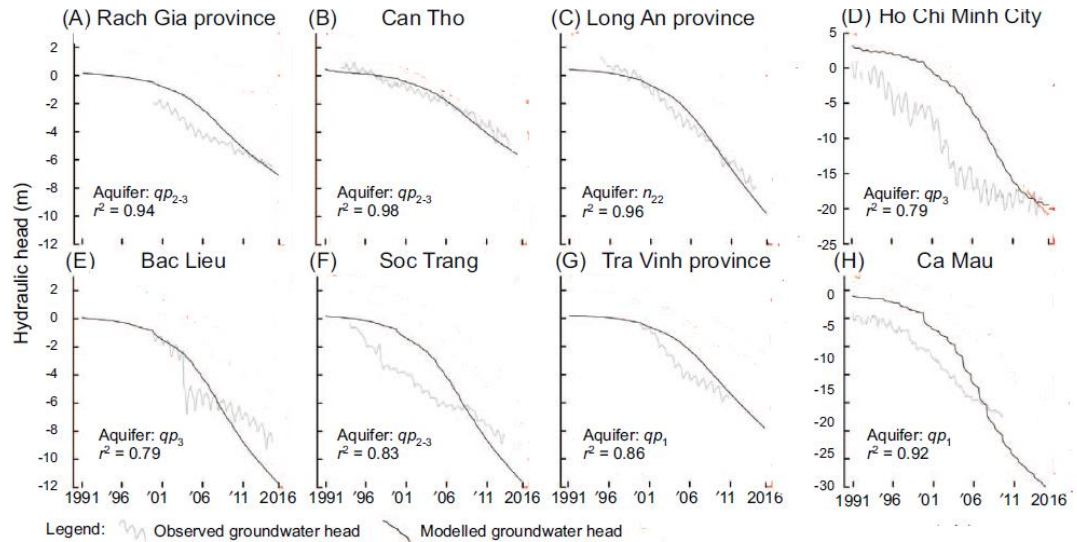 (A) Rach Gia province (B) Can Tho (C) Long An province (D) Ho Chi Minh City
Hydraulic head (m)
2
0
-2
-4
-6
-8
-10
-12
Aquifer: qp2-3
r² = 0.94
Aquifer: qp2-3
r² = 0.98
Aquifer: n22
r² = 0.96
5
0
-5
-10
-15
-20
-25
Aquifer: qp3
r² = 0.79
(E) Bac Lieu (F) Soc Trang (G) Tra Vinh province (H) Ca Mau
2
0
-2
-4
-6
-8
-10
-12
Aquifer: qp3
r² = 0.79
Aquifer: qp2-3
r² = 0.83
Aquifer: qp1
r² = 0.86
0
-5
-10
-15
-20
-25
-30
Aquifer: qp1
r² = 0.92
1991 '96 '01 '06 '11 2016 1991 '96 '01 '06 '11 2016 1991 '96 '01 '06 '11 2016 1991 '96 '01 '06 '11 2016
Legend: Observed groundwater head Modelled groundwater head